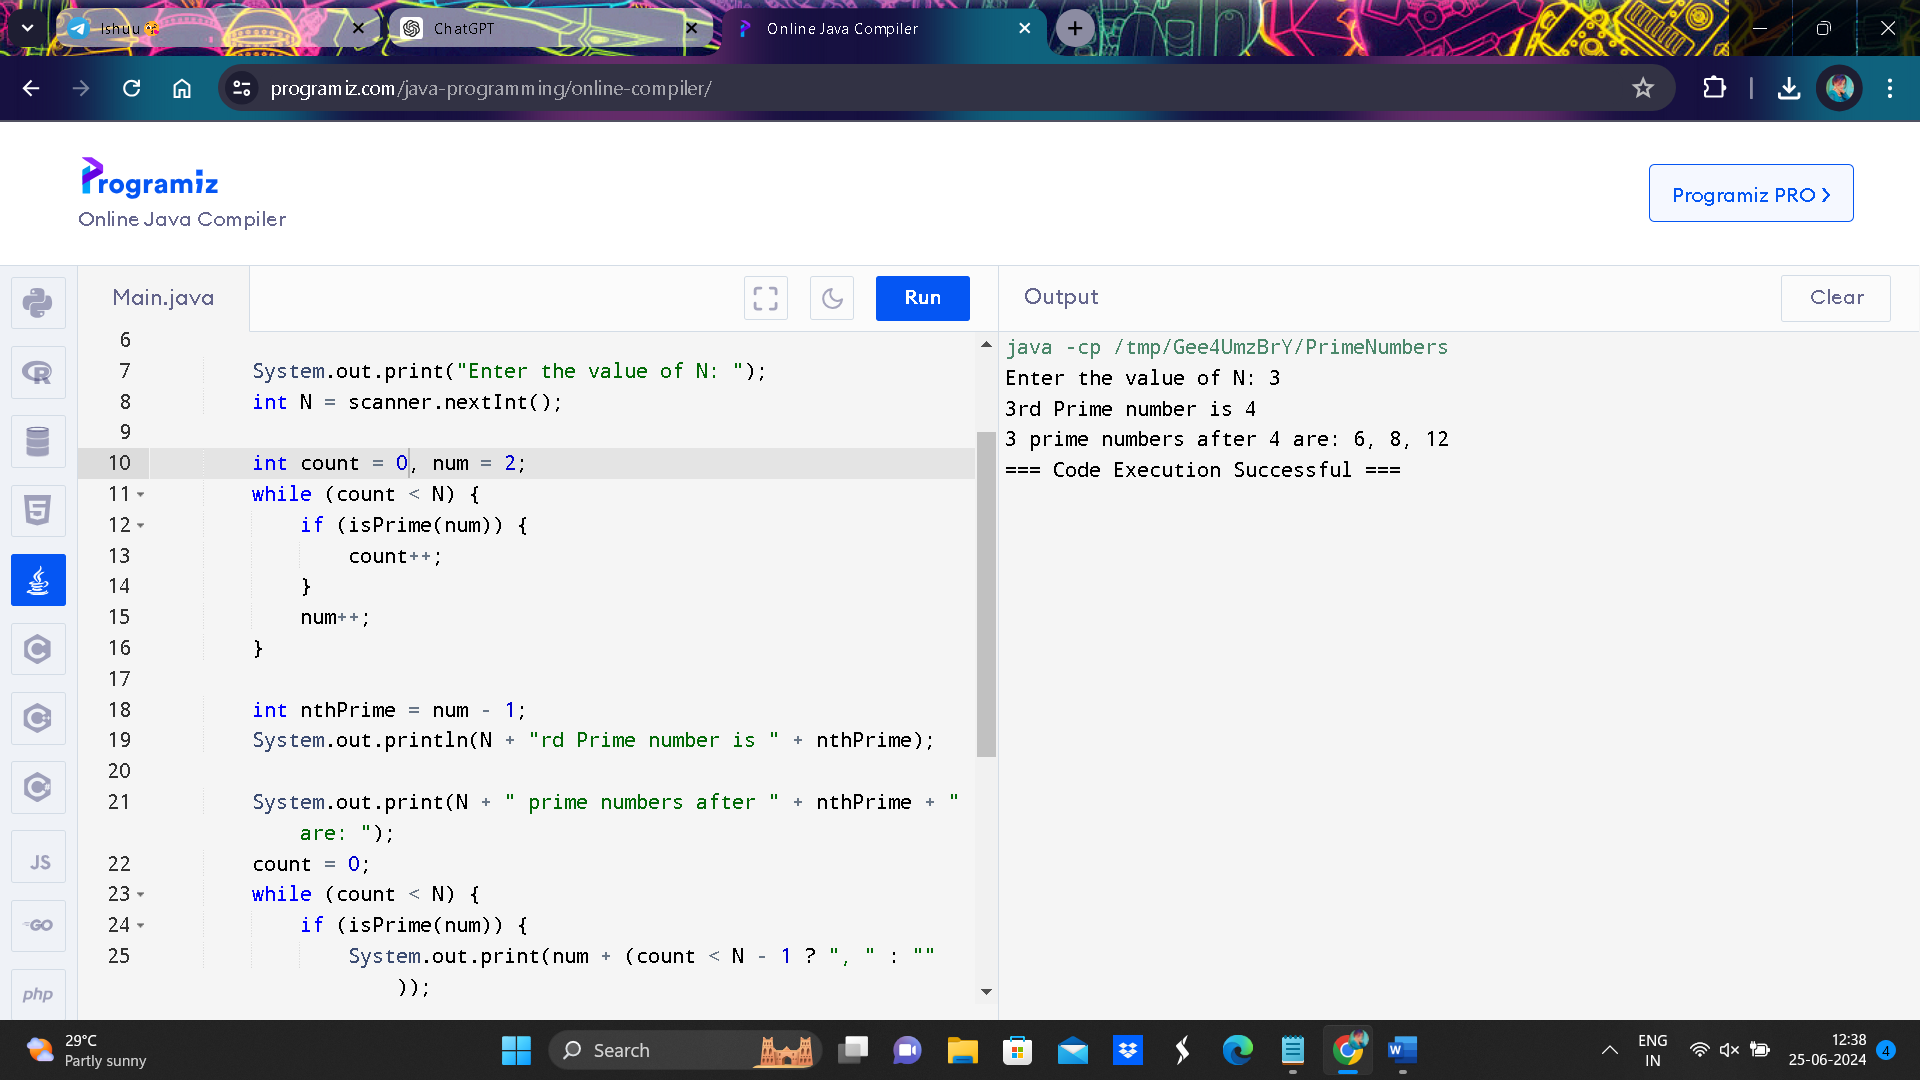 Ishuu
ChatGPT
Online Java Compiler
programiz.com/java-programming/online-compiler/
Programiz
Online Java Compiler
Programiz PRO
Main.java
Run
Output
Clear
6
7 System.out.print("Enter the value of N: ");
8 int N = scanner.nextInt();
9
10 int count = 0, num = 2;
11 while (count < N) {
12 if (isPrime(num)) {
13 count++;
14 }
15 num++;
16 }
17
18 int nthPrime = num - 1;
19 System.out.println(N + "rd Prime number is " + nthPrime);
20
21 System.out.print(N + " prime numbers after " + nthPrime + "
are: ");
22 count = 0;
23 while (count < N) {
24 if (isPrime(num)) {
25 System.out.print(num + (count < N - 1 ? ", " : ""
));
java -cp /tmp/Gee4UmzBrY/PrimeNumbers
Enter the value of N: 3
3rd Prime number is 4
3 prime numbers after 4 are: 6, 8, 12
=== Code Execution Successful ===
R
5
C
C
C
JS
GO
php
29°C
Partly sunny
Search
W
ENG
IN
12:38
25-06-2024
4